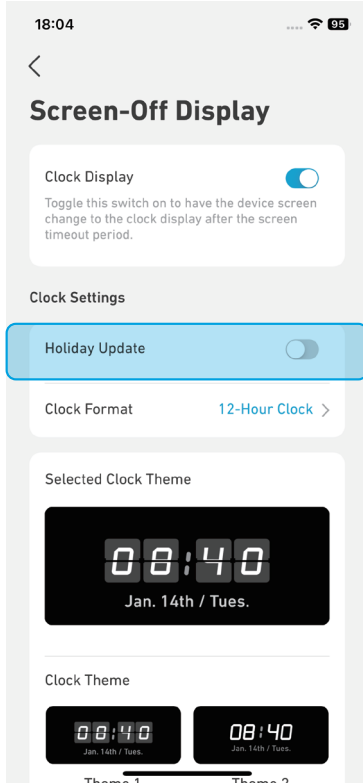 18:04
95
Screen-Off Display
Clock Display
Toggle this switch on to have the device screen
change to the clock display after the screen
timeout period.
Clock Settings
Holiday Update
Clock Format 12-Hour Clock
Selected Clock Theme
08:40
Jan. 14th / Tues.
Clock Theme
08:40 08:40
Jan. 14th / Tues. Jan. 14th / Tues.
Theme 1 Theme 2